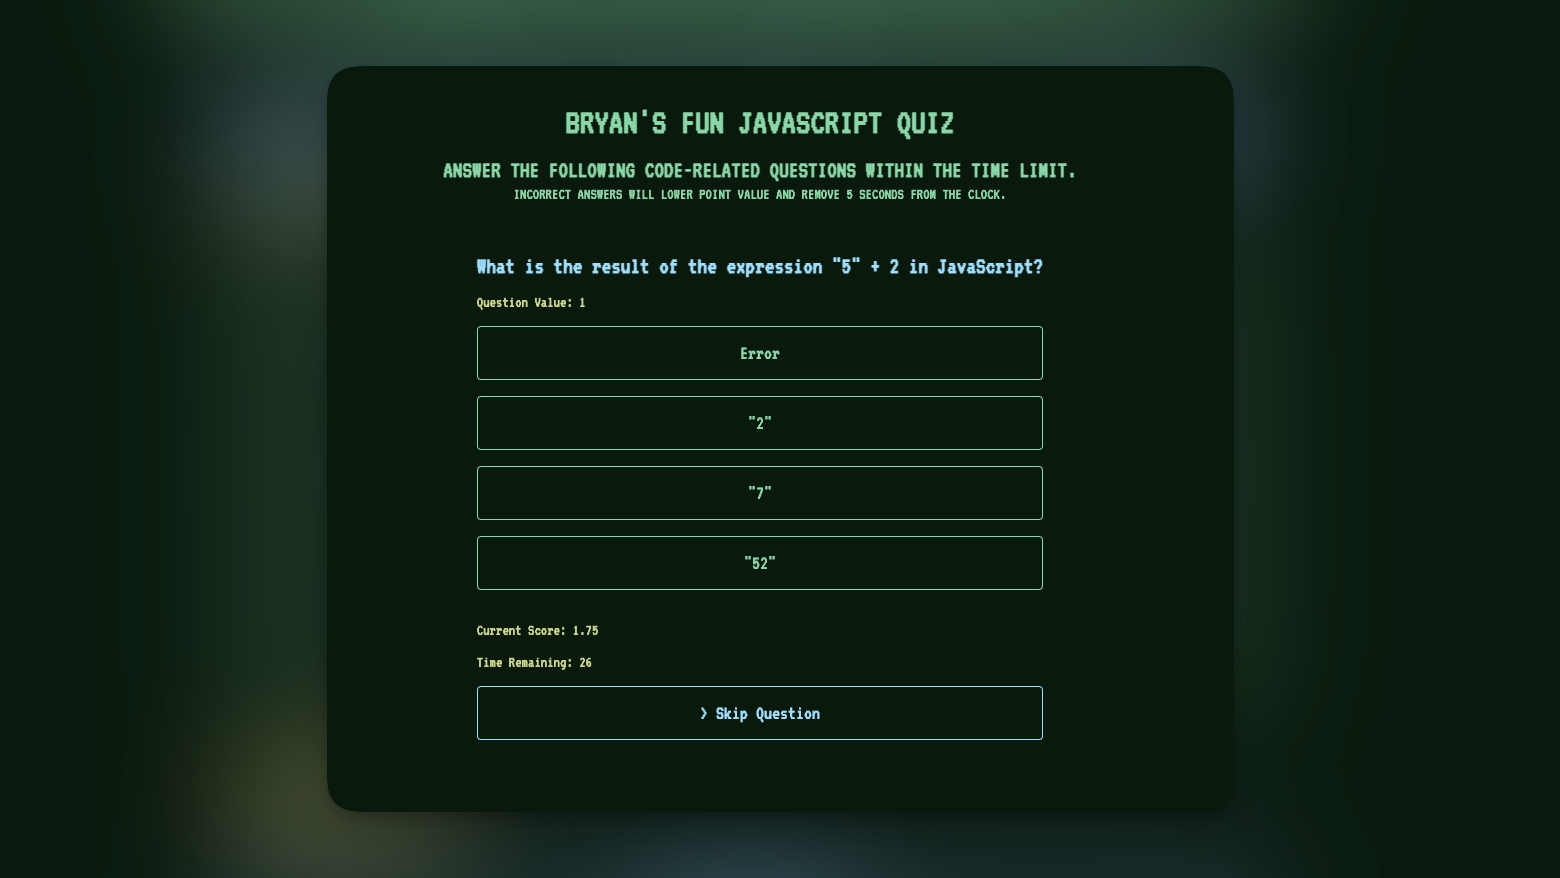 BRYAN'S FUN JAVASCRIPT QUIZ
ANSWER THE FOLLOWING CODE-RELATED QUESTIONS WITHIN THE TIME LIMIT.
INCORRECT ANSWERS WILL LOWER POINT VALUE AND REMOVE 5 SECONDS FROM THE CLOCK.
What is the result of the expression "5" + 2 in JavaScript?
Question Value: 1
Error
"2"
"7"
"52"
Current Score: 1.75
Time Remaining: 26
❯ Skip Question